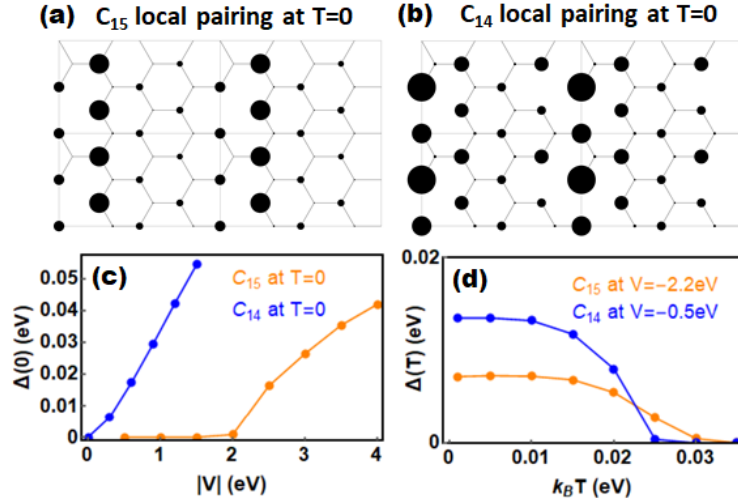 (a) C₁₅ local pairing at T=0
(b) C₁₄ local pairing at T=0
(c)
C₁₅ at T=0
C₁₄ at T=0
0.05
0.04
0.03
0.02
0.01
0
Δ(0) (eV)
0 1 2 3 4
|V| (eV)
(d)
C₁₅ at V=−2.2eV
C₁₄ at V=−0.5eV
0.02
0
Δ(T) (eV)
0 0.01 0.02 0.03
k_BT (eV)